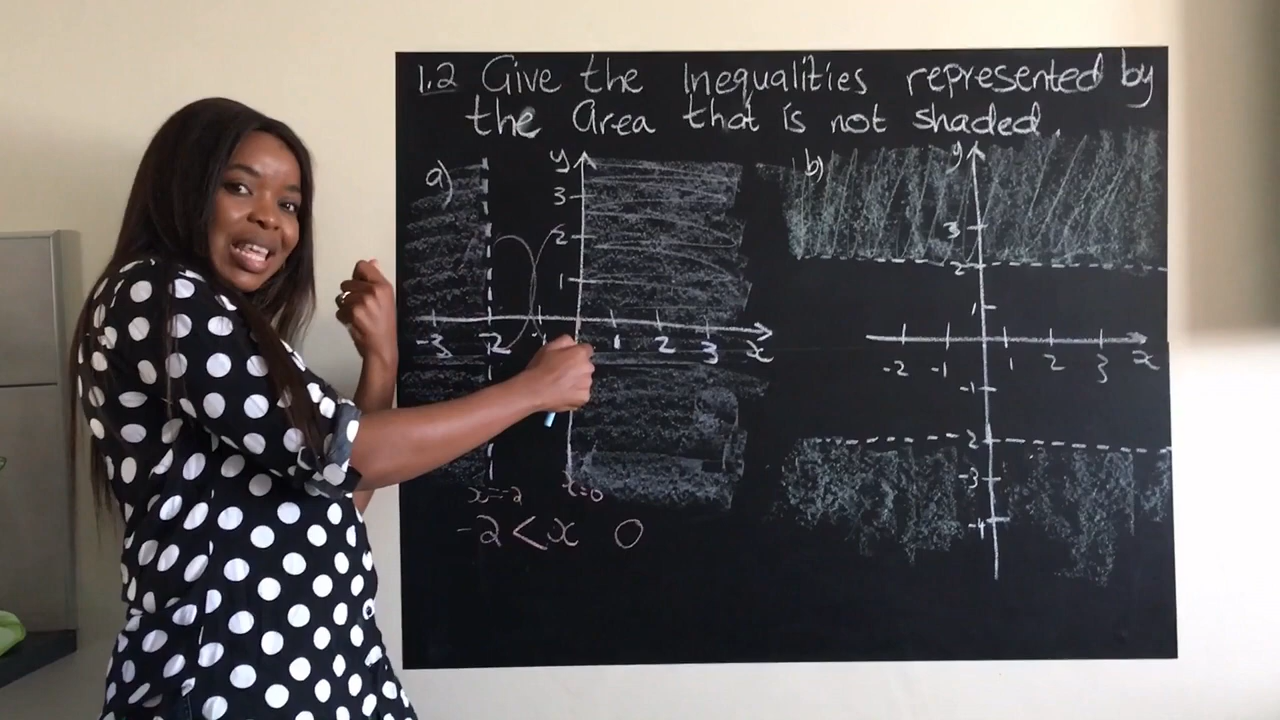 1.2 Give the Inequalities represented by
the Area that is not shaded.
a)
y
3
2
1
-3 -2 -1 1 2 3 x
x=-2 x=0
-2 < x 0
b)
y
3
2
1
-2 -1 1 2 3 x
-1
-2
-3
-4